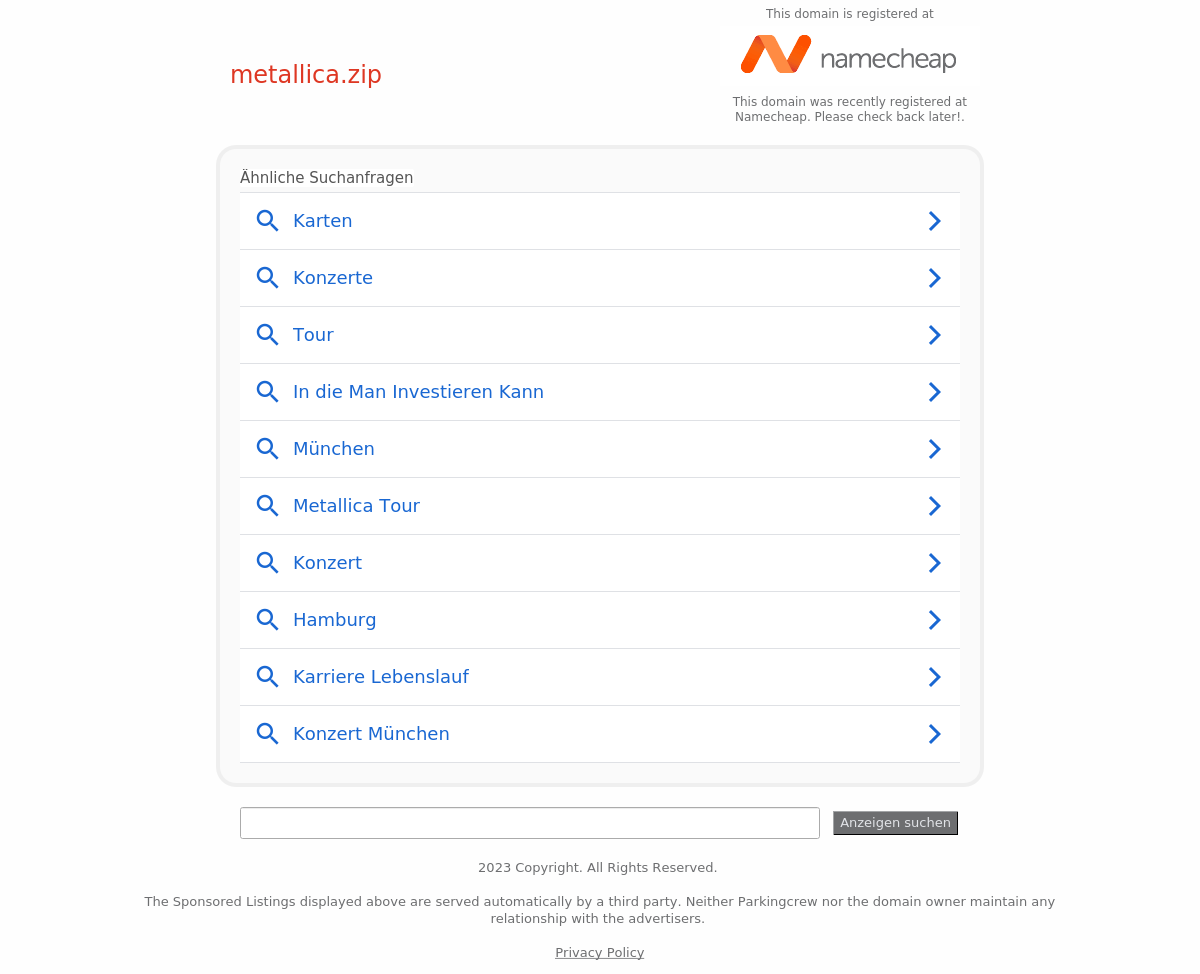 This domain is registered at
namecheap
metallica.zip
This domain was recently registered at
Namecheap. Please check back later!.
Ähnliche Suchanfragen
Karten
Konzerte
Tour
In die Man Investieren Kann
München
Metallica Tour
Konzert
Hamburg
Karriere Lebenslauf
Konzert München
Anzeigen suchen
2023 Copyright. All Rights Reserved.
The Sponsored Listings displayed above are served automatically by a third party. Neither Parkingcrew nor the domain owner maintain any
relationship with the advertisers.
Privacy Policy